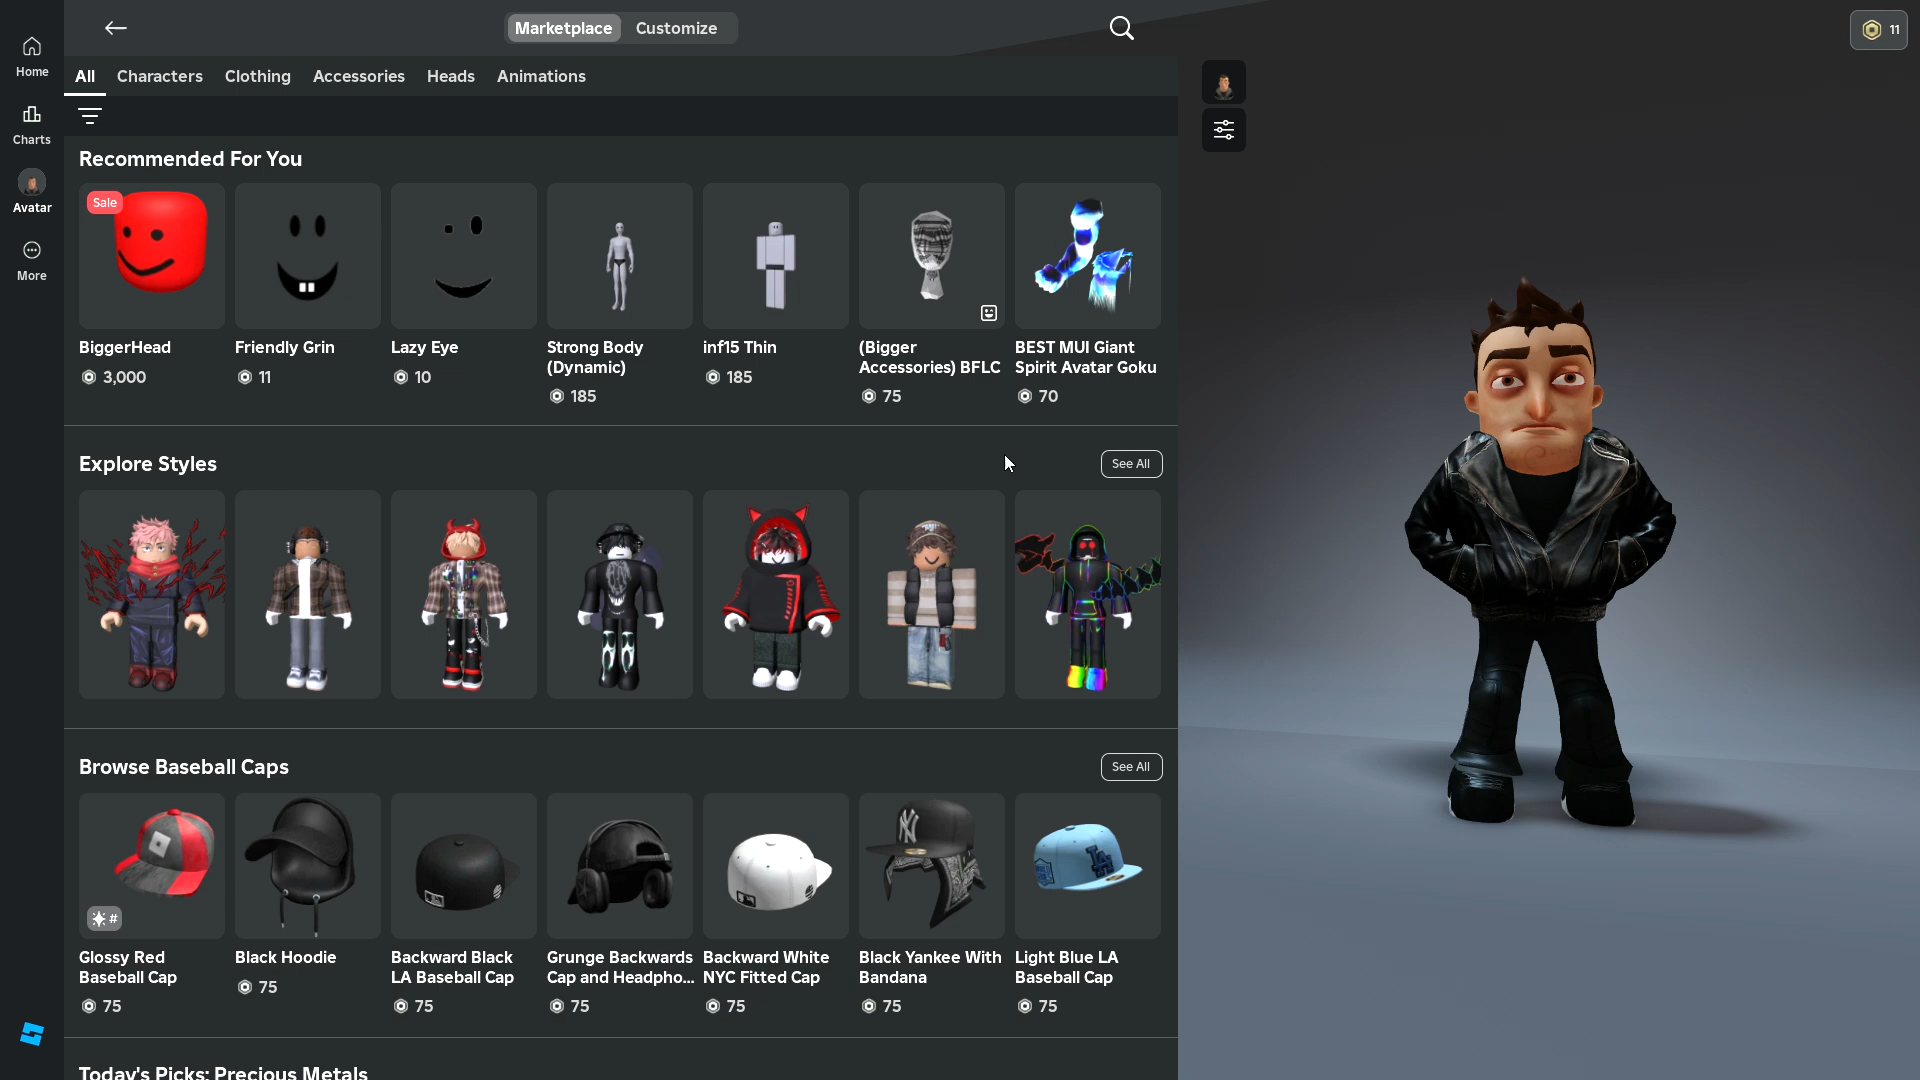 Marketplace
Customize
11
Home
Charts
Avatar
More
All
Characters
Clothing
Accessories
Heads
Animations
Recommended For You
Sale
BiggerHead
3,000
Friendly Grin
11
Lazy Eye
10
Strong Body
(Dynamic)
185
inf15 Thin
185
(Bigger
Accessories) BFLC
75
BEST MUI Giant
Spirit Avatar Goku
70
Explore Styles
See All
Browse Baseball Caps
See All
#
NY
LA
Glossy Red
Baseball Cap
75
Black Hoodie
75
Backward Black
LA Baseball Cap
75
Grunge Backwards
Cap and Headpho...
75
Backward White
NYC Fitted Cap
75
Black Yankee With
Bandana
75
Light Blue LA
Baseball Cap
75
Today's Picks: Precious Metals